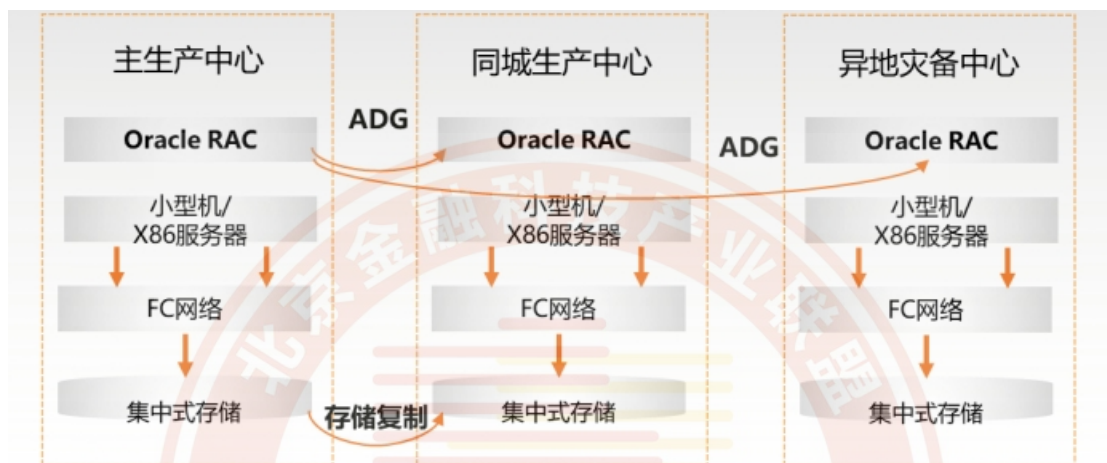 主生产中心
同城生产中心
异地灾备中心
ADG
Oracle RAC
Oracle RAC
ADG
Oracle RAC
小型机/
X86服务器
小型机/
X86服务器
小型机/
X86服务器
FC网络
FC网络
FC网络
集中式存储
存储复制
集中式存储
集中式存储
北京金融科技产业联盟